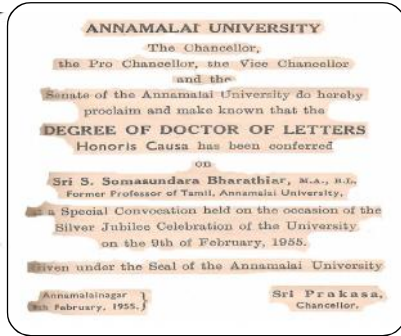 ANNAMALAI UNIVERSITY
The Chancellor,
the Pro Chancellor, the Vice Chancellor
and the
Senate of the Annamalai University do hereby
proclaim and make known that the
DEGREE OF DOCTOR OF LETTERS
Honoris Causa has been conferred
on
Sri S. Somasundara Bharathiar, M.A., B.L.,
Former Professor of Tamil, Annamalai University,
at a Special Convocation held on the occasion of the
Silver Jubilee Celebration of the University
on the 9th of February, 1955.
Given under the Seal of the Annamalai University
Annamalainagar
9th February, 1955.
Sri Prakasa,
Chancellor.